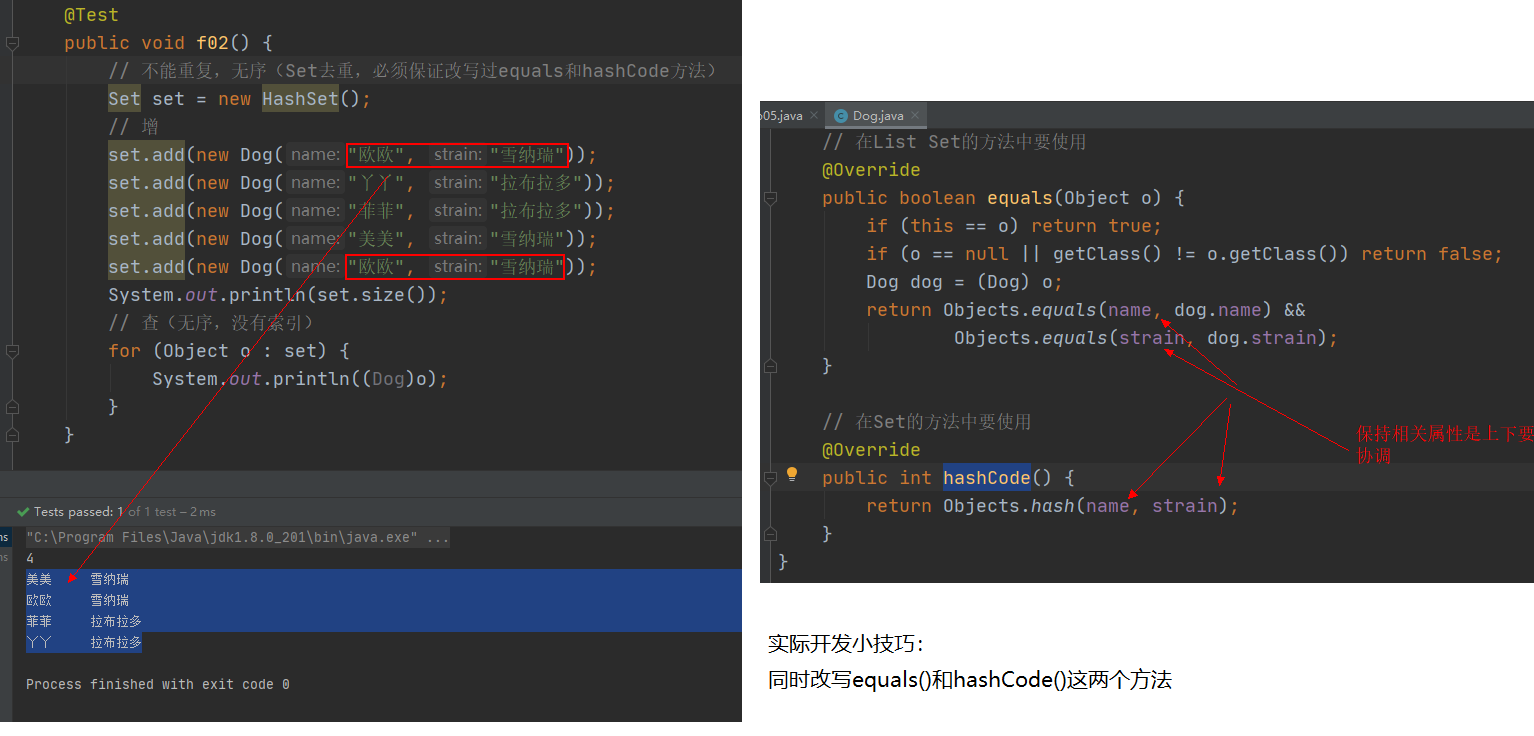 @Test
public void f02() {
// 不能重复，无序（Set去重，必须保证改写过equals和hashCode方法）
Set set = new HashSet();
// 增
set.add(new Dog( name: "欧欧", strain: "雪纳瑞"));
set.add(new Dog( name: "丫丫", strain: "拉布拉多"));
set.add(new Dog( name: "菲菲", strain: "拉布拉多"));
set.add(new Dog( name: "美美", strain: "雪纳瑞"));
set.add(new Dog( name: "欧欧", strain: "雪纳瑞"));
System.out.println(set.size());
// 查（无序，没有索引）
for (Object o : set) {
System.out.println((Dog)o);
}
}
Tests passed: 1 of 1 test – 2 ms
"C:\Program Files\Java\jdk1.8.0_201\bin\java.exe" ...
4
美美 雪纳瑞
欧欧 雪纳瑞
菲菲 拉布拉多
丫丫 拉布拉多
Process finished with exit code 0
o05.java Dog.java
// 在List Set的方法中要使用
@Override
public boolean equals(Object o) {
if (this == o) return true;
if (o == null || getClass() != o.getClass()) return false;
Dog dog = (Dog) o;
return Objects.equals(name, dog.name) &&
Objects.equals(strain, dog.strain);
}
// 在Set的方法中要使用
@Override
public int hashCode() {
return Objects.hash(name, strain);
}
}
保持相关属性是上下要
协调
实际开发小技巧：
同时改写equals()和hashCode()这两个方法